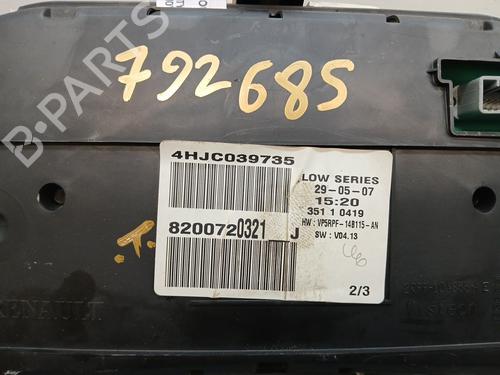 792685
4HJC039735
LOW SERIES
29-05-07
15:20
351 1 0419
HW : VP5RPF-14B115-AN
SW : V04.13
8200720321 J
.T.
2/3
RENAULT